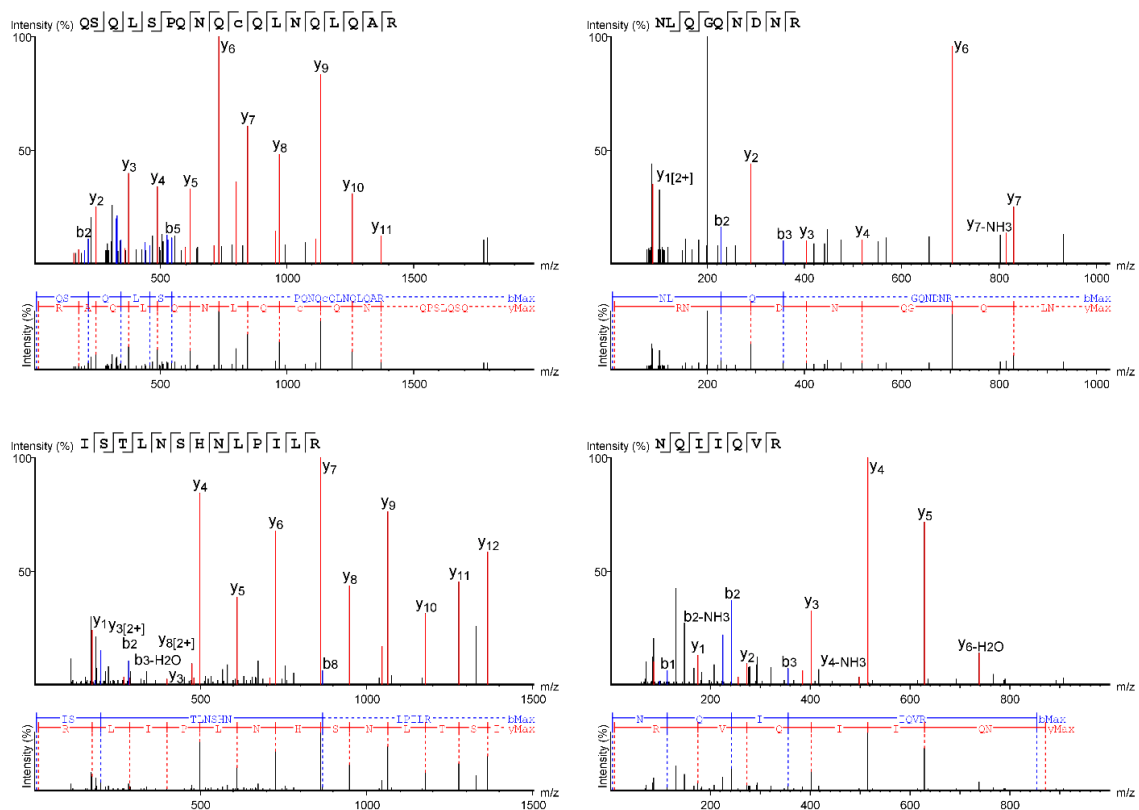 Intensity (%) QSQLSPQNQcQLNQLQAR
100
50
y2
b2
y3
y4
b5
y5
y6
y7
y8
y9
y10
y11
500 1000 1500 m/z
Intensity (%)
QS Q L S PQNQcQLNQLQAR bMax
R A Q L Q N L Q c Q N QPSLQSQ yMax
500 1000 1500 m/z
Intensity (%) NLQGQNDNR
100
50
y1[2+]
b2
y2
b3
y3
y4
y6
y7-NH3
y7
200 400 600 800 1000 m/z
Intensity (%)
NL Q GQNDNR bMax
RN D N QG Q LN yMax
200 400 600 800 1000 m/z
Intensity (%) ISTLNSHNLPILR
100
50
y1
y3[2+]
b2
b3-H2O
y8[2+]
y3
y4
y5
y6
y7
b8
y8
y9
y10
y11
y12
500 1000 1500 m/z
Intensity (%)
IS TLNSHN LPILR bMax
R L I P L N H S N L T S I yMax
500 1000 1500 m/z
Intensity (%) NQIIQVR
100
50
b1
b2-NH3
y1
b2
y2
b3
y3
y4-NH3
y4
y5
y6-H2O
200 400 600 800 m/z
Intensity (%)
N Q I IQVR bMax
R V Q I I QN yMax
200 400 600 800 m/z